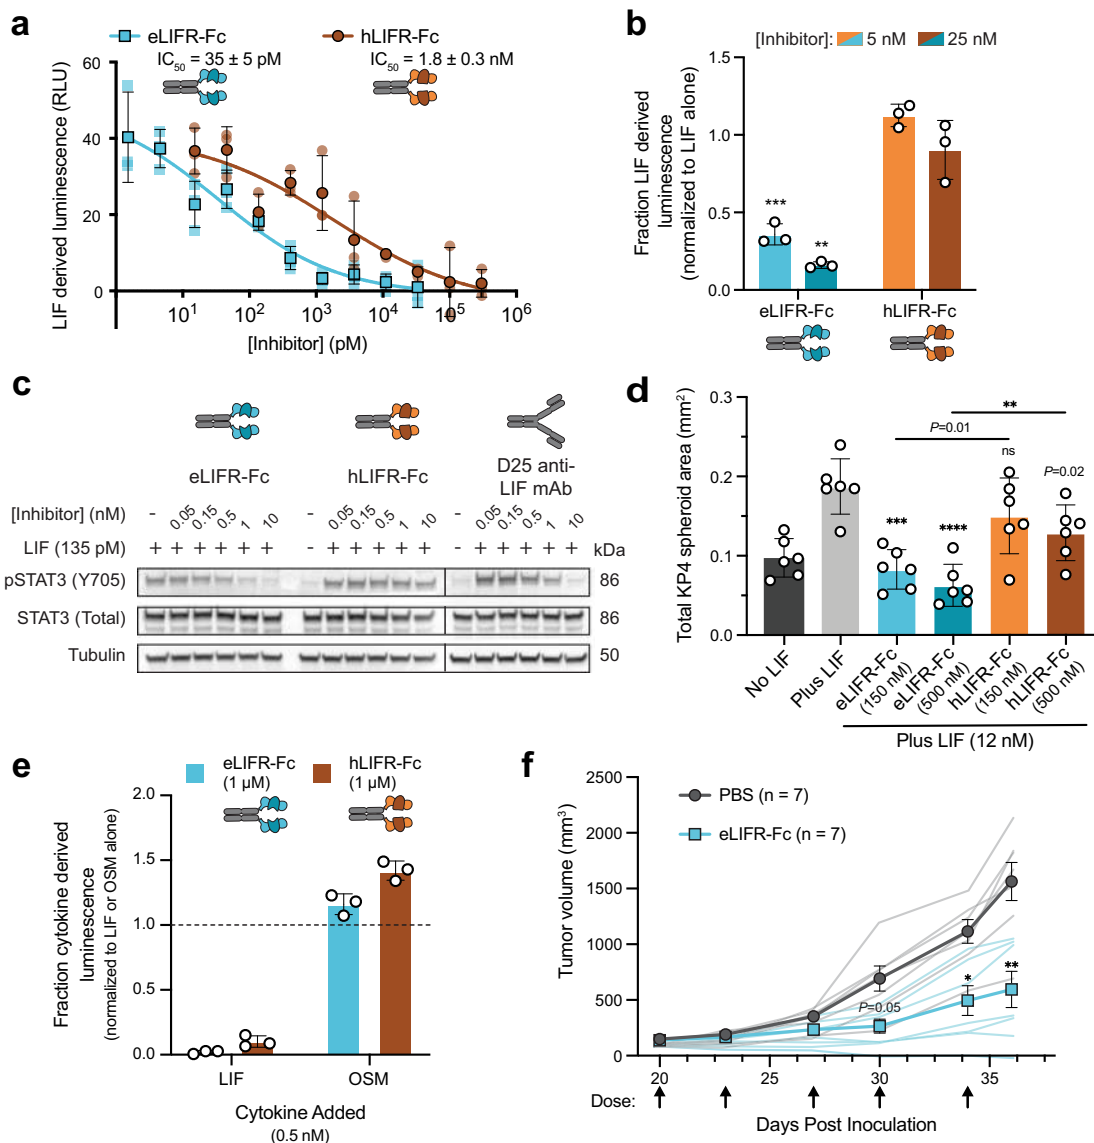 a
eLIFR-Fc
IC50 = 35 ± 5 pM
hLIFR-Fc
IC50 = 1.8 ± 0.3 nM
LIF derived luminescence (RLU)
60
40
20
0
10^1 10^2 10^3 10^4 10^5 10^6
[Inhibitor] (pM)
b
[Inhibitor]: 5 nM 25 nM
Fraction LIF derived
luminescence
(normalized to LIF alone)
1.5
1.0
0.5
0.0
***
**
eLIFR-Fc hLIFR-Fc
c
eLIFR-Fc
hLIFR-Fc
D25 anti-
LIF mAb
[Inhibitor] (nM) - 0.05 0.15 0.5 1 10 - 0.05 0.15 0.5 1 10 - 0.05 0.15 0.5 1 10
LIF (135 pM) + + + + + + - + + + + + - + + + + + kDa
pSTAT3 (Y705) 86
STAT3 (Total) 86
Tubulin 50
d
Total KP4 spheroid area (mm²)
0.3
0.2
0.1
0.0
**
P=0.01
ns
P=0.02
***
****
No LIF
Plus LIF
eLIFR-Fc
(150 nM)
eLIFR-Fc
(500 nM)
hLIFR-Fc
(150 nM)
hLIFR-Fc
(500 nM)
Plus LIF (12 nM)
e
eLIFR-Fc
(1 µM)
hLIFR-Fc
(1 µM)
Fraction cytokine derived
luminescence
(normalized to LIF or OSM alone)
2.0
1.5
1.0
0.5
0.0
LIF OSM
Cytokine Added
(0.5 nM)
f
PBS (n = 7)
eLIFR-Fc (n = 7)
Tumor volume (mm³)
2500
2000
1500
1000
500
0
P=0.05
*
**
20 25 30 35
Dose:
Days Post Inoculation